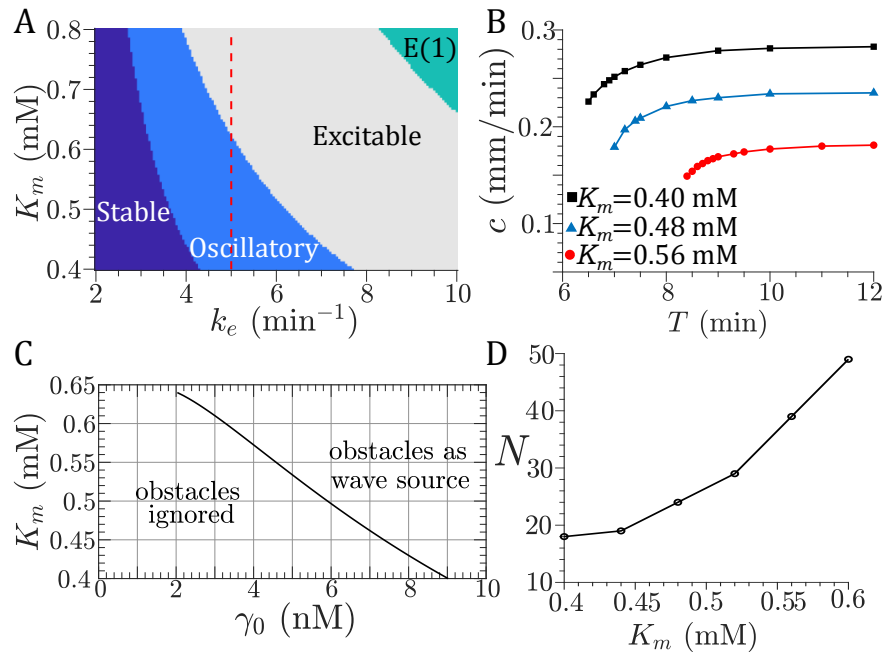 A
0.8
0.7
0.6
0.5
0.4
K_m (mM)
E(1)
Excitable
Stable
Oscillatory
2
4
6
8
10
k_e (min⁻¹)
B
0.3
0.2
0.1
c (mm/min)
K_m=0.40 mM
K_m=0.48 mM
K_m=0.56 mM
6
8
10
12
T (min)
C
0.65
0.6
0.55
0.5
0.45
0.4
K_m (mM)
obstacles as
wave source
obstacles
ignored
0
2
4
6
8
10
γ₀ (nM)
D
50
40
30
20
10
N
0.4
0.45
0.5
0.55
0.6
K_m (mM)